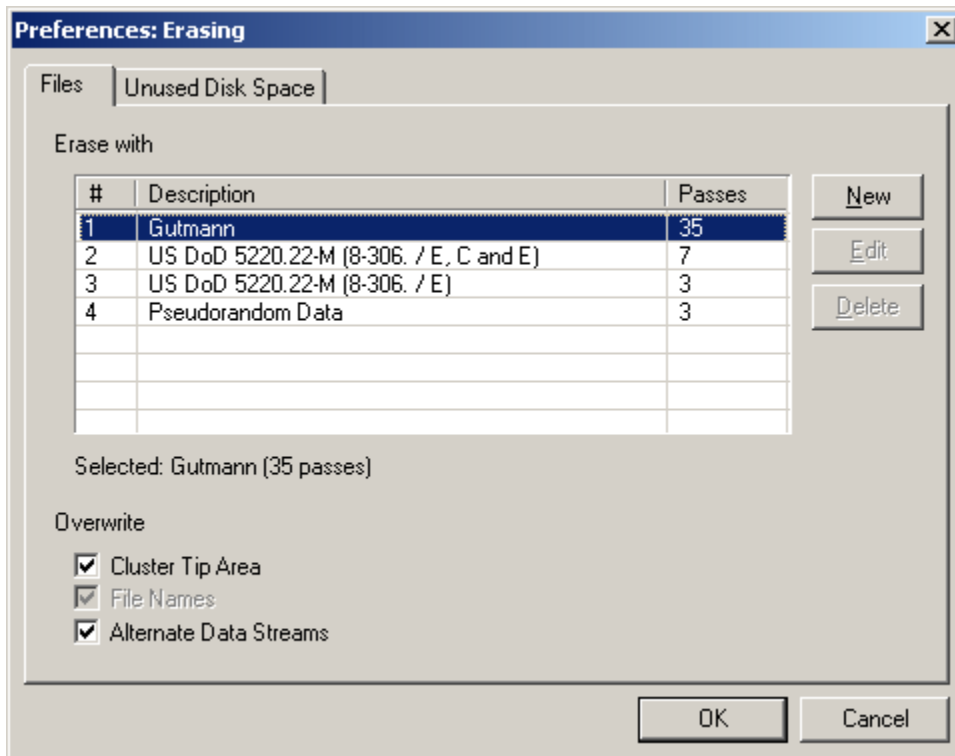 Preferences: Erasing
Files Unused Disk Space
Erase with
# Description Passes
1 Gutmann 35
2 US DoD 5220.22-M (8-306. / E, C and E) 7
3 US DoD 5220.22-M (8-306. / E) 3
4 Pseudorandom Data 3
New
Edit
Delete
Selected: Gutmann (35 passes)
Overwrite
Cluster Tip Area
File Names
Alternate Data Streams
OK Cancel